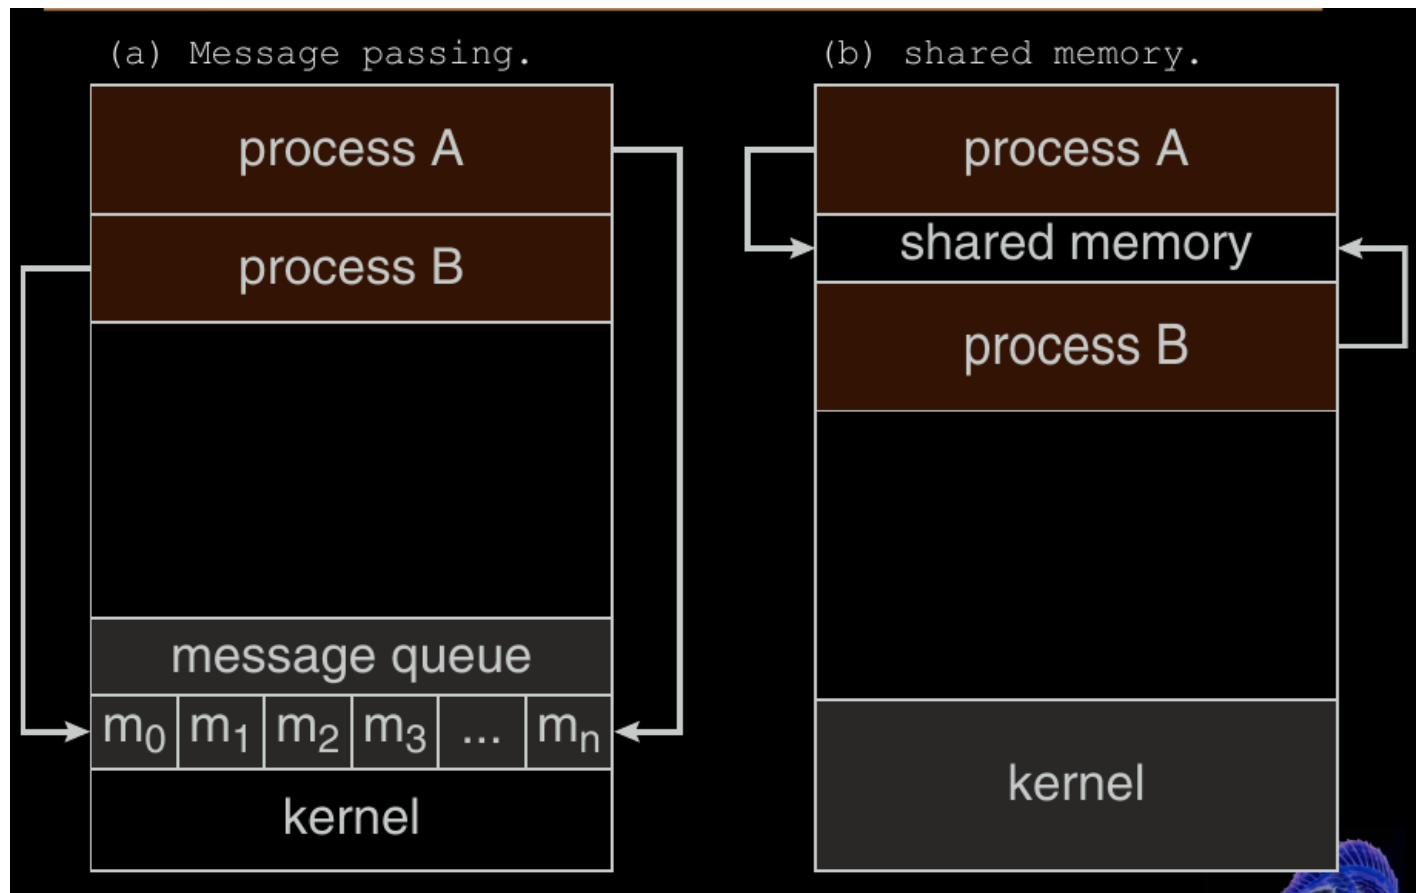 (a) Message passing.
process A
process B
message queue
m0 m1 m2 m3 ... mn
kernel
(b) shared memory.
process A
shared memory
process B
kernel